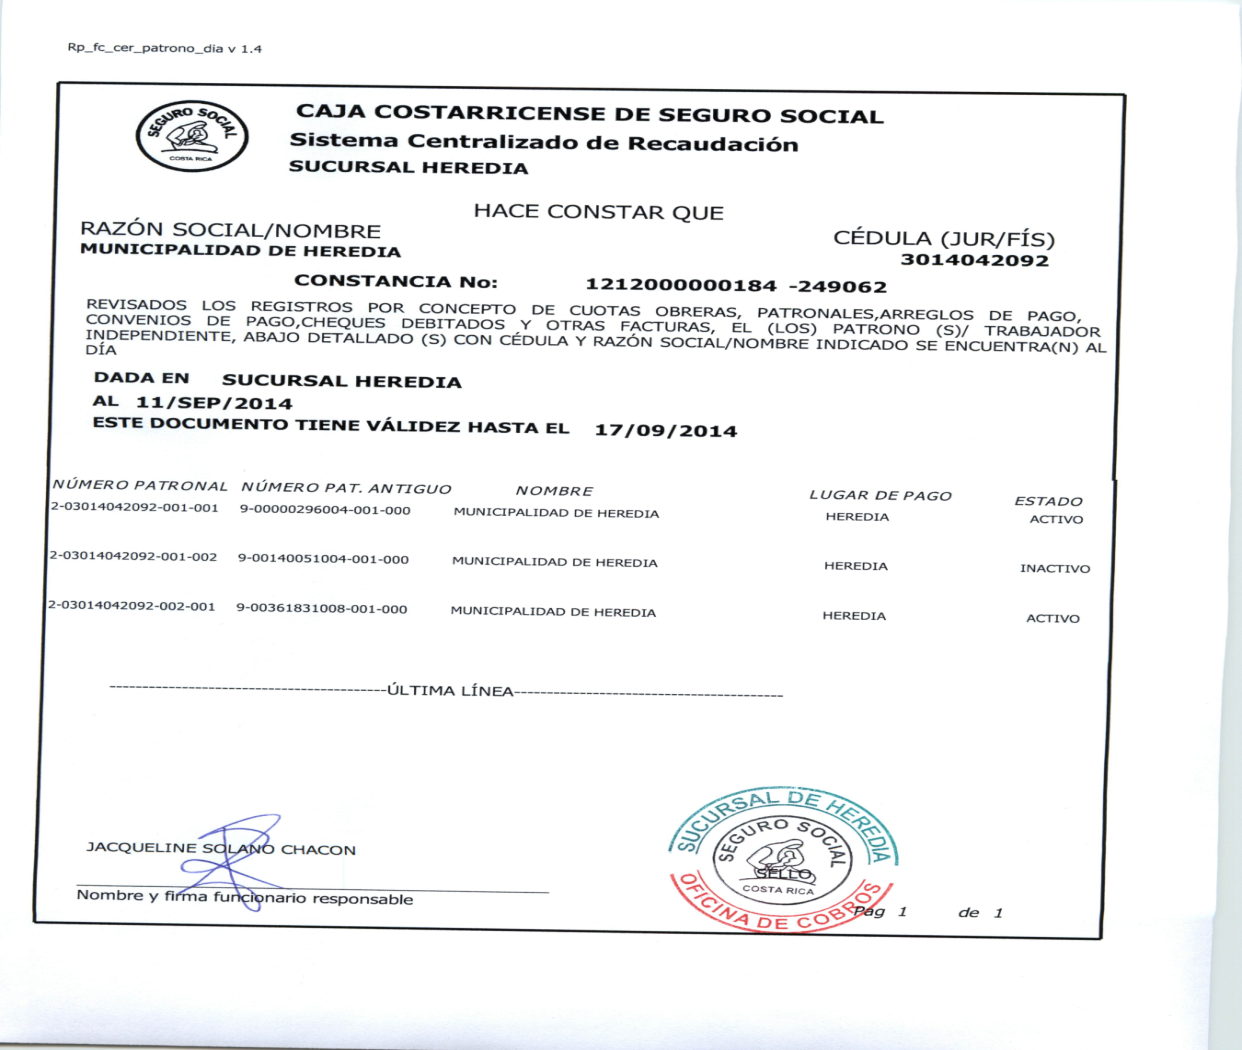 Rp_fc_cer_patrono_dia v 1.4
SEGURO SOCIAL
COSTA RICA
CAJA COSTARRICENSE DE SEGURO SOCIAL
Sistema Centralizado de Recaudación
SUCURSAL HEREDIA
HACE CONSTAR QUE
RAZÓN SOCIAL/NOMBRE
MUNICIPALIDAD DE HEREDIA
CÉDULA (JUR/FÍS)
3014042092
CONSTANCIA No: 1212000000184 -249062
REVISADOS LOS REGISTROS POR CONCEPTO DE CUOTAS OBRERAS, PATRONALES,ARREGLOS DE PAGO,
CONVENIOS DE PAGO,CHEQUES DEBITADOS Y OTRAS FACTURAS, EL (LOS) PATRONO (S)/ TRABAJADOR
INDEPENDIENTE, ABAJO DETALLADO (S) CON CÉDULA Y RAZÓN SOCIAL/NOMBRE INDICADO SE ENCUENTRA(N) AL
DÍA
DADA EN SUCURSAL HEREDIA
AL 11/SEP/2014
ESTE DOCUMENTO TIENE VÁLIDEZ HASTA EL 17/09/2014
NÚMERO PATRONAL NÚMERO PAT. ANTIGUO NOMBRE LUGAR DE PAGO ESTADO
2-03014042092-001-001 9-00000296004-001-000 MUNICIPALIDAD DE HEREDIA HEREDIA ACTIVO
2-03014042092-001-002 9-00140051004-001-000 MUNICIPALIDAD DE HEREDIA HEREDIA INACTIVO
2-03014042092-002-001 9-00361831008-001-000 MUNICIPALIDAD DE HEREDIA HEREDIA ACTIVO
------------------------------------------ÚLTIMA LÍNEA-----------------------------------------
JACQUELINE SOLANO CHACON
Nombre y firma funcionario responsable
SUCURSAL DE HEREDIA
SEGURO SOCIAL
SELLO
COSTA RICA
OFICINA DE COBROS
Pág 1 de 1